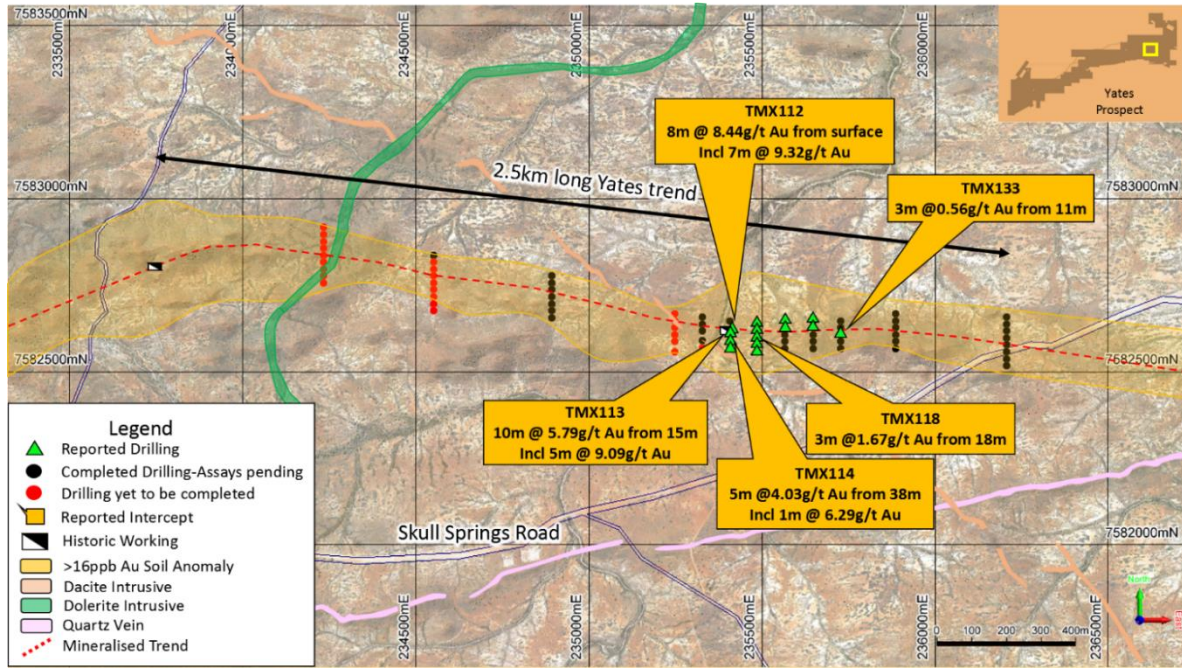 7583500mN
233500mE
234000mE
234500mE
235000mE
235500mE
236000mE
Yates
Prospect
TMX112
8m @ 8.44g/t Au from surface
Incl 7m @ 9.32g/t Au
2.5km long Yates trend
7583000mN
7583000mN
TMX133
3m @0.56g/t Au from 11m
7582500mN
7582500mN
TMX113
10m @ 5.79g/t Au from 15m
Incl 5m @ 9.09g/t Au
TMX118
3m @1.67g/t Au from 18m
TMX114
5m @4.03g/t Au from 38m
Incl 1m @ 6.29g/t Au
Legend
Reported Drilling
Completed Drilling-Assays pending
Drilling yet to be completed
Reported Intercept
Historic Working
>16ppb Au Soil Anomaly
Dacite Intrusive
Dolerite Intrusive
Quartz Vein
Mineralised Trend
Skull Springs Road
7582000mN
234500mE
235000mE
235500mE
236000mE
236500mE
North
0 100 200 300 400m